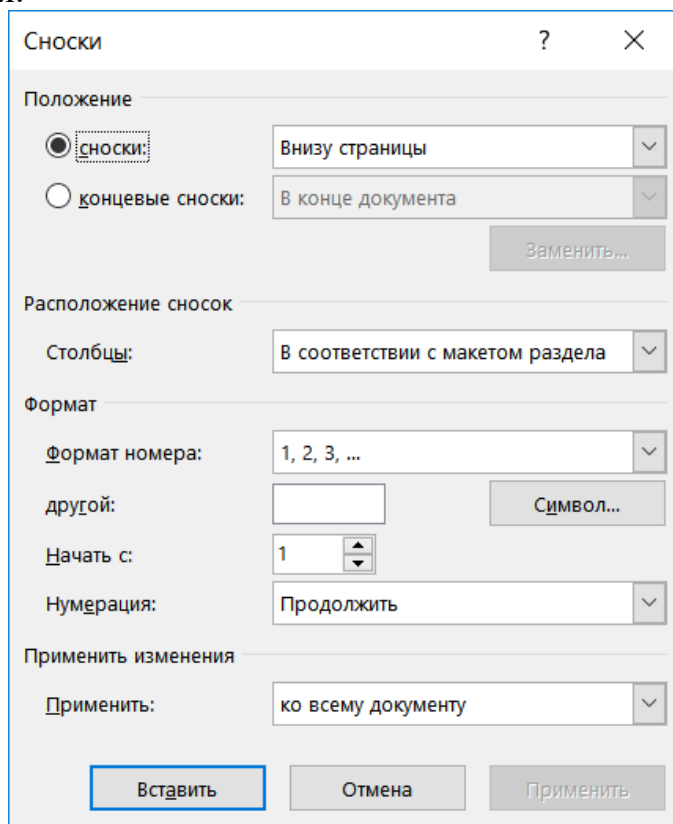 Сноски ?
Положение
сноски: Внизу страницы
концевые сноски: В конце документа
Заменить...
Расположение сносок
Столбцы: В соответствии с макетом раздела
Формат
Формат номера: 1, 2, 3, ...
другой: Символ...
Начать с: 1
Нумерация: Продолжить
Применить изменения
Применить: ко всему документу
Вставить Отмена Применить